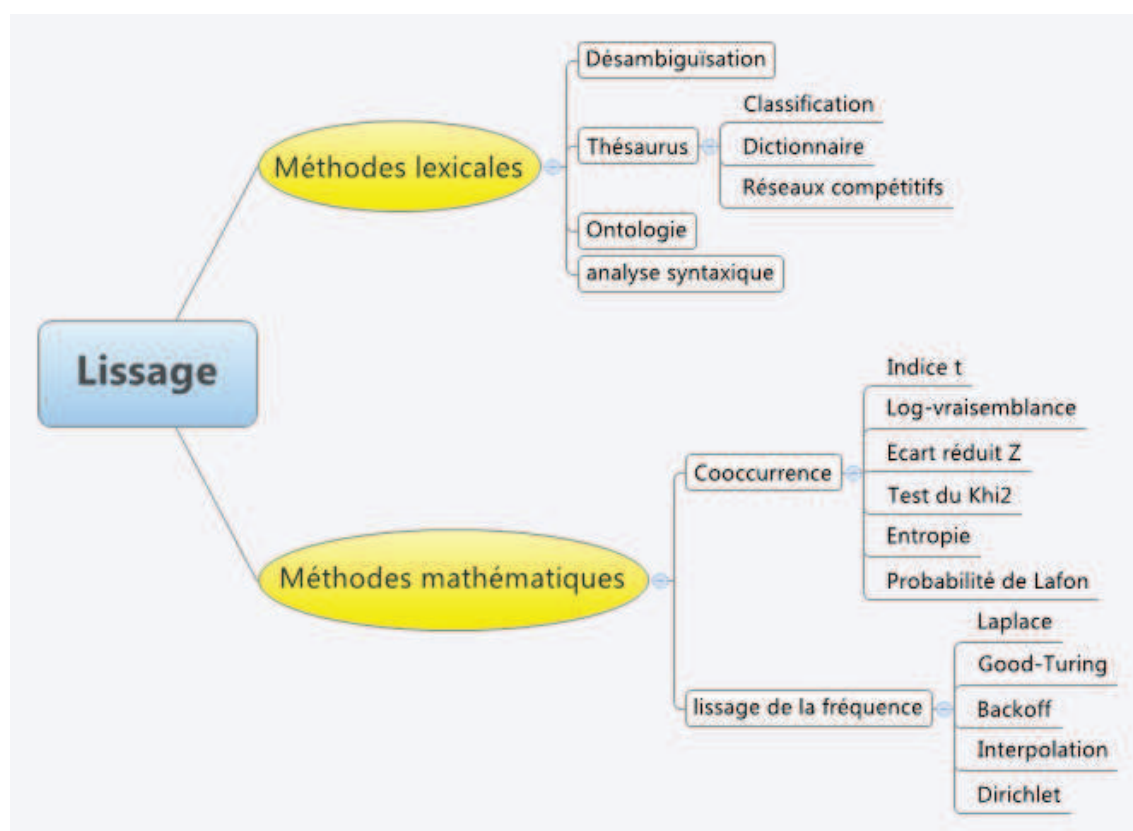 Lissage
Méthodes lexicales
Désambiguïsation
Thésaurus
Classification
Dictionnaire
Réseaux compétitifs
Ontologie
analyse syntaxique
Méthodes mathématiques
Cooccurrence
Indice t
Log-vraisemblance
Ecart réduit Z
Test du Khi2
Entropie
Probabilité de Lafon
lissage de la fréquence
Laplace
Good-Turing
Backoff
Interpolation
Dirichlet